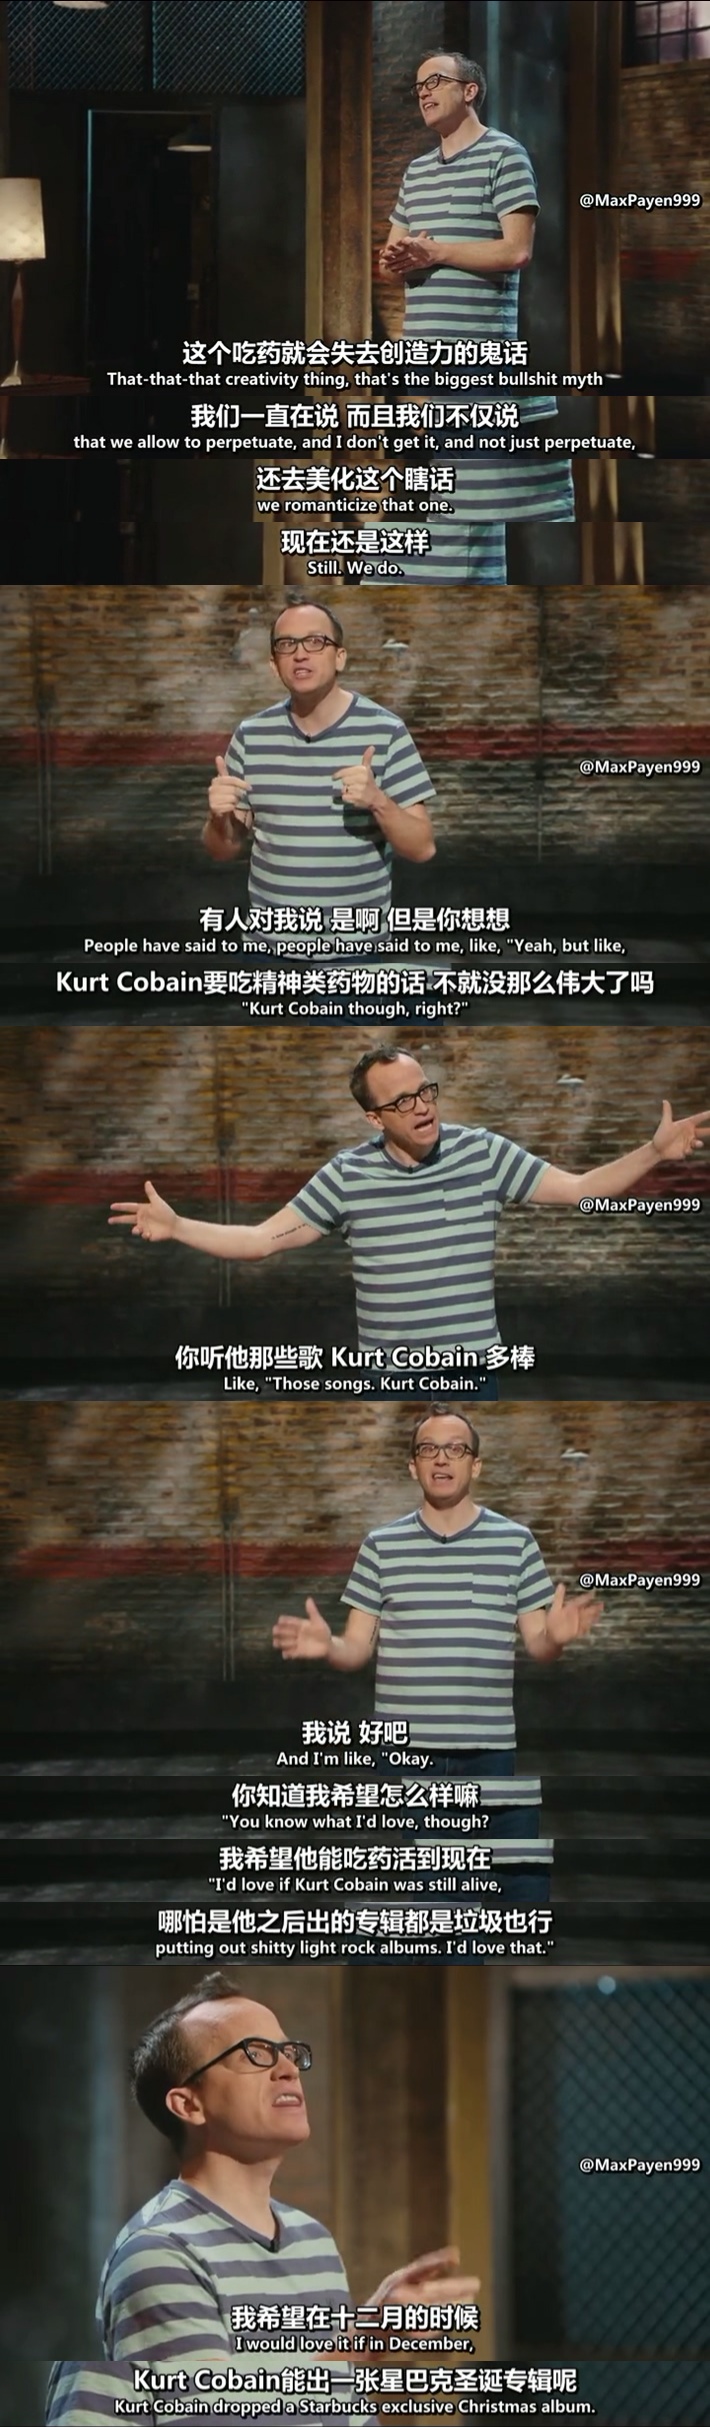 @MaxPayen999
这个吃药就会失去创造力的鬼话
That-that-that creativity thing, that's the biggest bullshit myth
我们一直在说 而且我们不仅说
that we allow to perpetuate, and I don't get it, and not just perpetuate,
还去美化这个瞎话
we romanticize that one.
现在还是这样
Still. We do.
@MaxPayen999
有人对我说 是啊 但是你想想
People have said to me, people have said to me, like, "Yeah, but like,
Kurt Cobain要吃精神类药物的话 不就没那么伟大了吗
"Kurt Cobain though, right?"
@MaxPayen999
你听他那些歌 Kurt Cobain 多棒
Like, "Those songs. Kurt Cobain."
@MaxPayen999
我说 好吧
And I'm like, "Okay.
你知道我希望怎么样嘛
"You know what I'd love, though?
我希望他能吃药活到现在
"I'd love if Kurt Cobain was still alive,
哪怕是他之后出的专辑都是垃圾也行
putting out shitty light rock albums. I'd love that."
@MaxPayen999
我希望在十二月的时候
I would love it if in December,
Kurt Cobain能出一张星巴克圣诞专辑呢
Kurt Cobain dropped a Starbucks exclusive Christmas album.